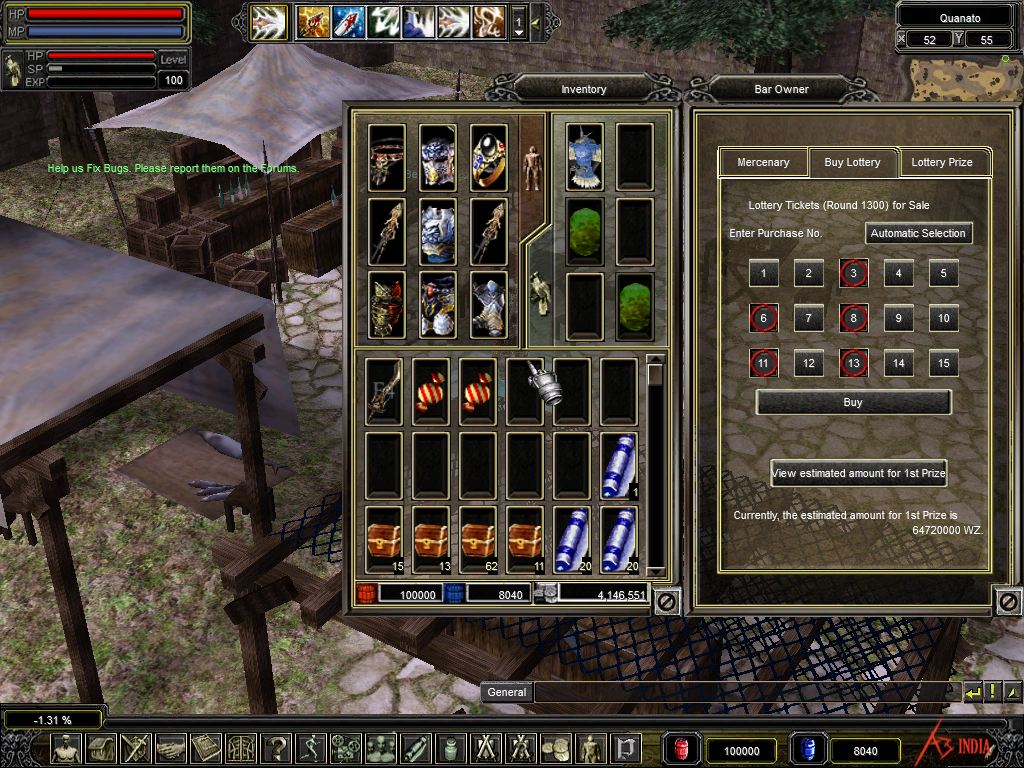 HP
MP
1
Quanato
X 52 Y 55
HP
SP
EXP
Level
100
Inventory
Bar Owner
Help us Fix Bugs. Please report them on the Forums.
Mercenary
Buy Lottery
Lottery Prize
Lottery Tickets (Round 1300) for Sale
Enter Purchase No.
Automatic Selection
1 2 3 4 5
6 7 8 9 10
11 12 13 14 15
Buy
View estimated amount for 1st Prize
Currently, the estimated amount for 1st Prize is
64720000 WZ.
1
15 13 62 11 20 20
100000 8040 4,146,551
General
-1.31 %
100000
8040
A3 INDIA